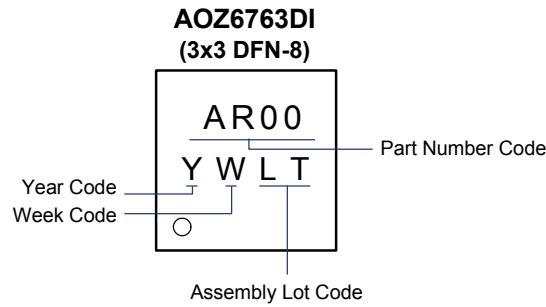 AOZ6763DI
(3x3 DFN-8)
AR00
Part Number Code
Y W L T
Year Code
Week Code
Assembly Lot Code